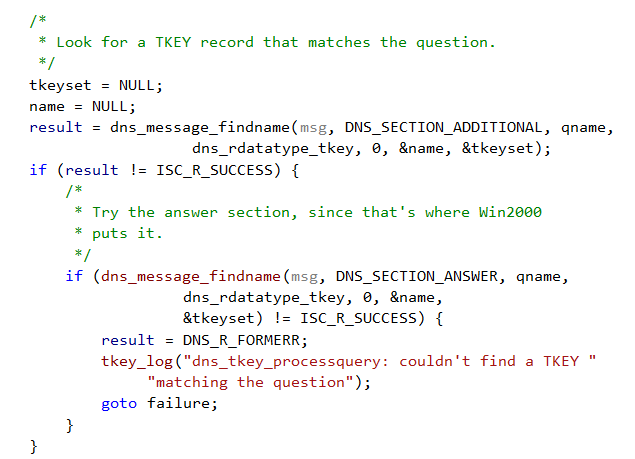 /*
 * Look for a TKEY record that matches the question.
 */
tkeyset = NULL;
name = NULL;
result = dns_message_findname(msg, DNS_SECTION_ADDITIONAL, qname,
                  dns_rdatatype_tkey, 0, &name, &tkeyset);
if (result != ISC_R_SUCCESS) {
    /*
     * Try the answer section, since that's where Win2000
     * puts it.
     */
    if (dns_message_findname(msg, DNS_SECTION_ANSWER, qname,
                 dns_rdatatype_tkey, 0, &name,
                 &tkeyset) != ISC_R_SUCCESS) {
        result = DNS_R_FORMERR;
        tkey_log("dns_tkey_processquery: couldn't find a TKEY "
             "matching the question");
        goto failure;
    }
}